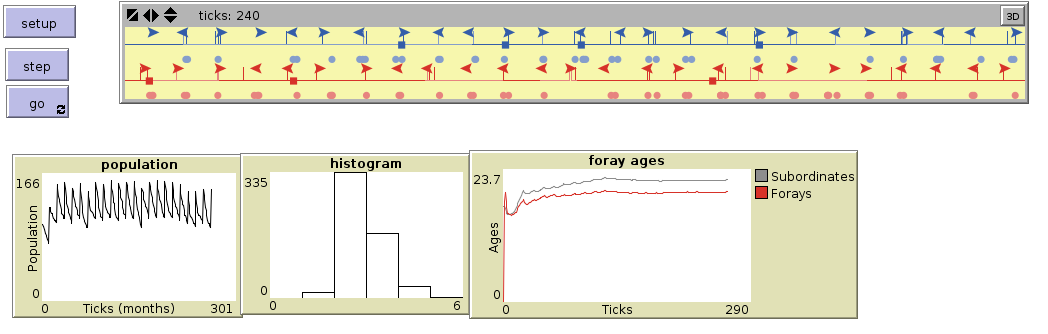 setup
ticks: 240
3D
step
go
population
166
Population
0
0
Ticks (months)
301
histogram
335
0
0
6
foray ages
23.7
Ages
0
0
Ticks
290
Subordinates
Forays